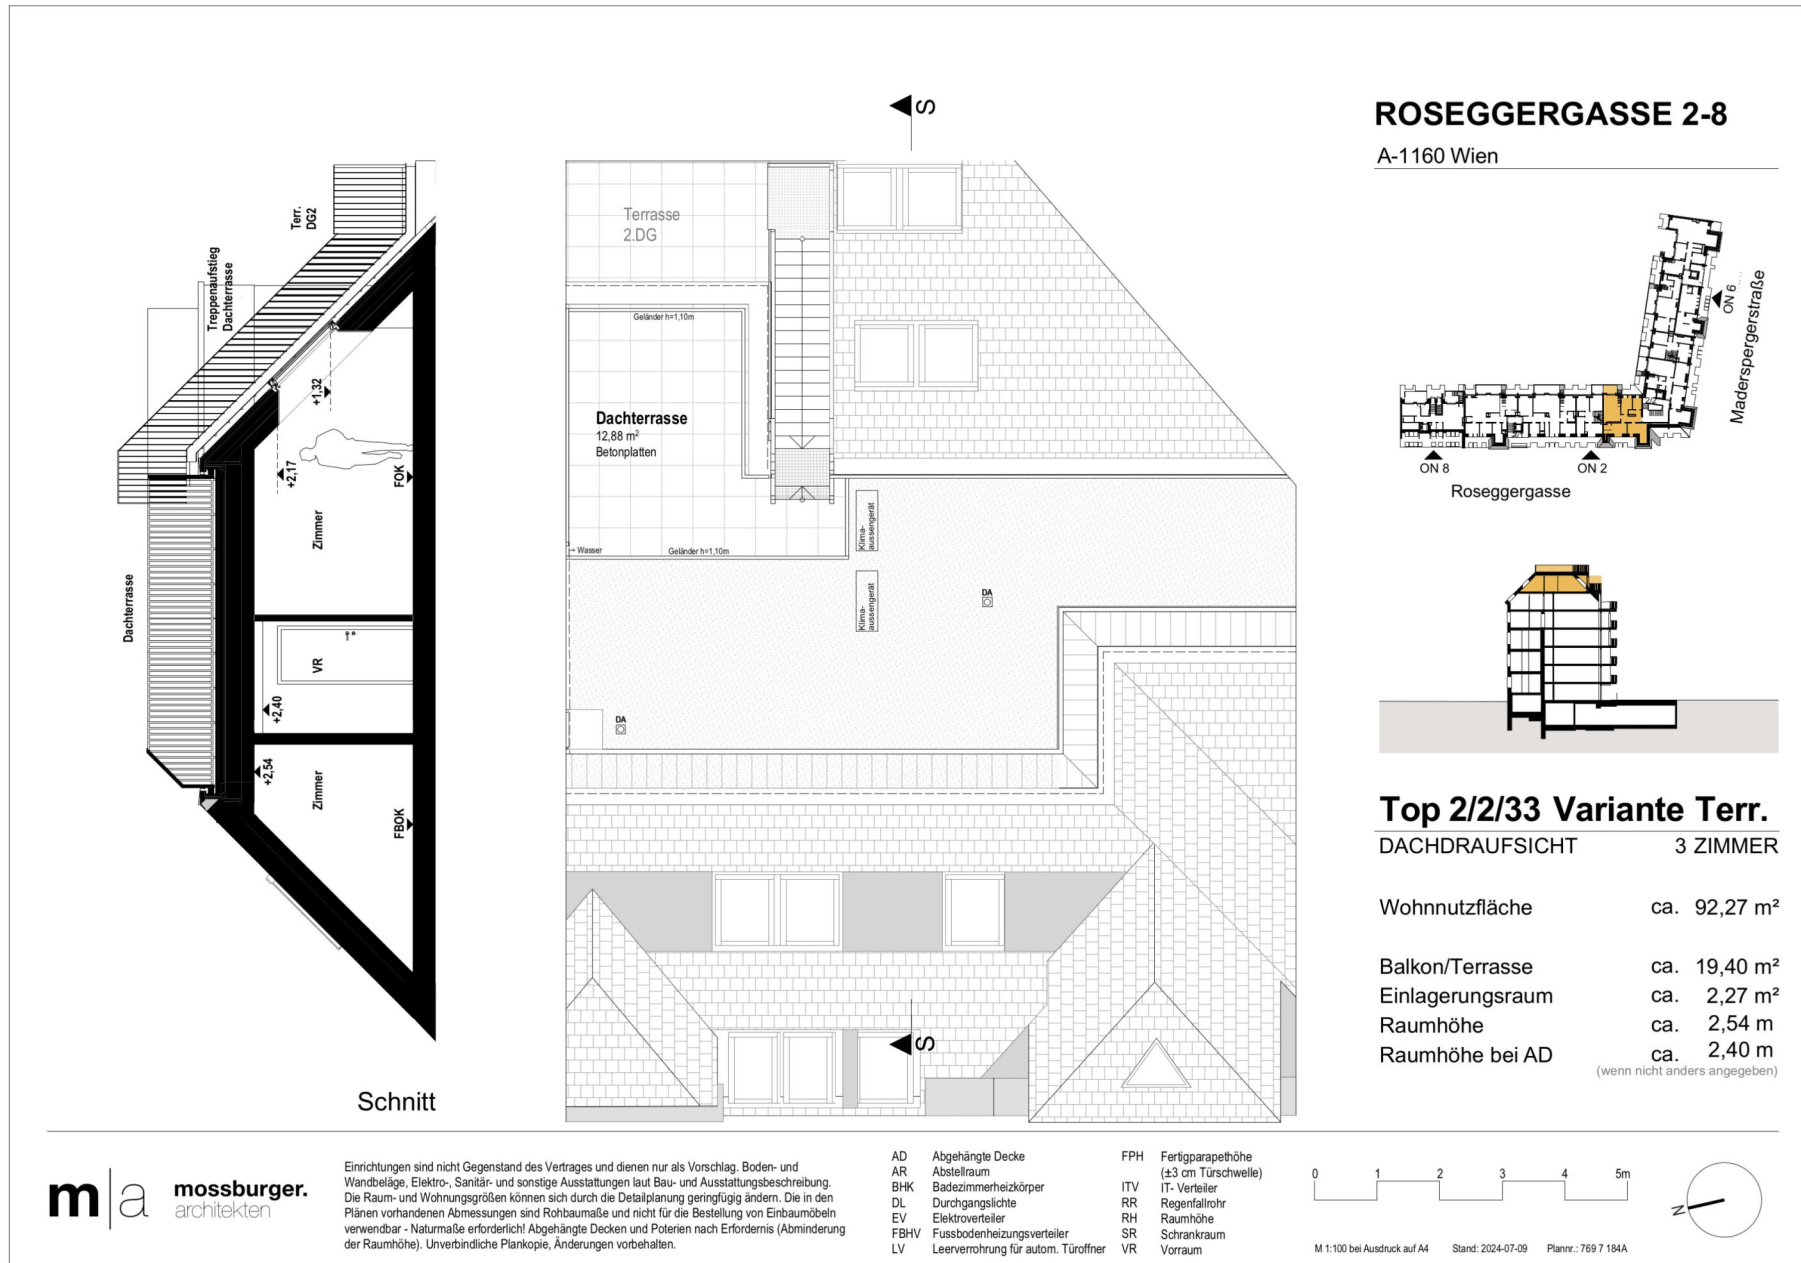 ROSEGGERGASSE 2-8
A-1160 Wien
ON 6
Maderspergerstraße
ON 8
ON 2
Roseggergasse
Top 2/2/33 Variante Terr.
DACHDRAUFSICHT 3 ZIMMER
Wohnnutzfläche ca. 92,27 m²
Balkon/Terrasse ca. 19,40 m²
Einlagerungsraum ca. 2,27 m²
Raumhöhe ca. 2,54 m
Raumhöhe bei AD ca. 2,40 m
(wenn nicht anders angegeben)
S
Terrasse
2.DG
Geländer h=1,10m
Dachterrasse
12,88 m²
Betonplatten
Wasser
Geländer h=1,10m
Klima-
aussengerät
Klima-
aussengerät
DA
DA
S
Terr.
DG2
Treppenaufstieg
Dachterrasse
+1,32
+2,17
FOK
Zimmer
Dachterrasse
VR
+2,40
+2,54
Zimmer
FBOK
Schnitt
m|a mossburger.
architekten
Einrichtungen sind nicht Gegenstand des Vertrages und dienen nur als Vorschlag. Boden- und
Wandbeläge, Elektro-, Sanitär- und sonstige Ausstattungen laut Bau- und Ausstattungsbeschreibung.
Die Raum- und Wohnungsgrößen können sich durch die Detailplanung geringfügig ändern. Die in den
Plänen vorhandenen Abmessungen sind Rohbaumaße und nicht für die Bestellung von Einbaumöbeln
verwendbar - Naturmaße erforderlich! Abgehängte Decken und Poterien nach Erfordernis (Abminderung
der Raumhöhe). Unverbindliche Plankopie, Änderungen vorbehalten.
AD Abgehängte Decke
AR Abstellraum
BHK Badezimmerheizkörper
DL Durchgangslichte
EV Elektroverteiler
FBHV Fussbodenheizungsverteiler
LV Leerverrohrung für autom. Türöffner
FPH Fertigparapethöhe
(±3 cm Türschwelle)
ITV IT- Verteiler
RR Regenfallrohr
RH Raumhöhe
SR Schrankraum
VR Vorraum
0 1 2 3 4 5m
N
M 1:100 bei Ausdruck auf A4 Stand: 2024-07-09 Plannr.: 769 7 184A